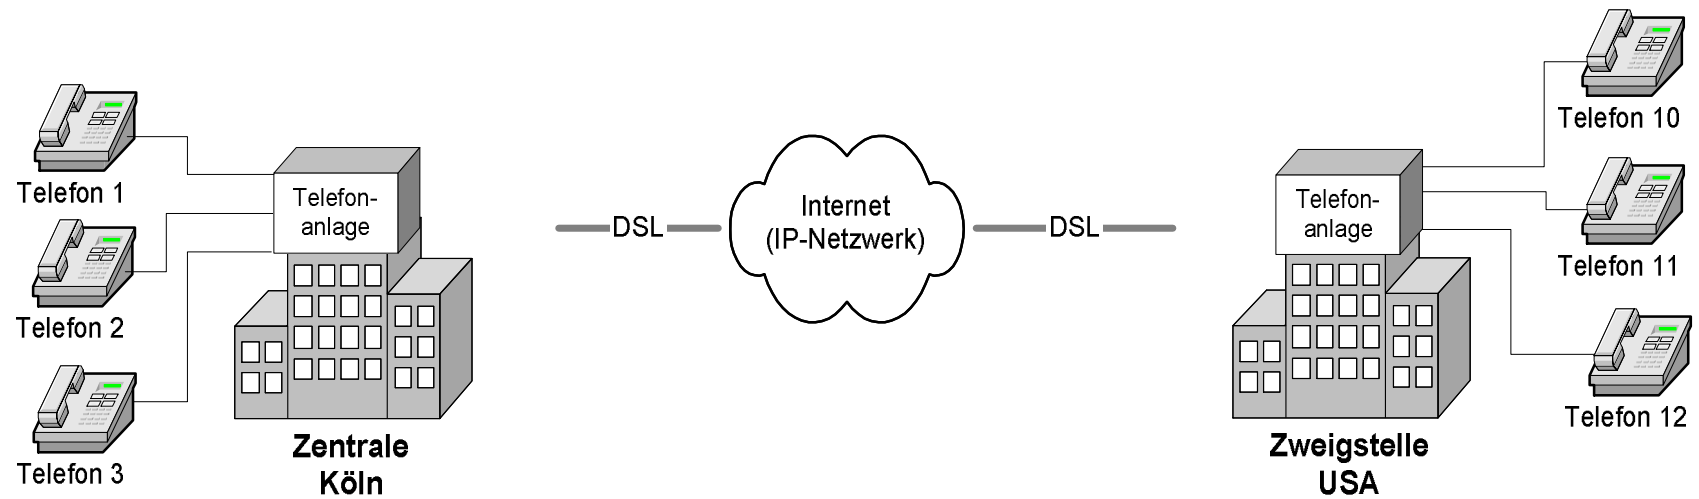 Telefon 1
Telefon 2
Telefon 3
Telefon-
anlage
Zentrale
Köln
DSL
Internet
(IP-Netzwerk)
DSL
Telefon-
anlage
Zweigstelle
USA
Telefon 10
Telefon 11
Telefon 12